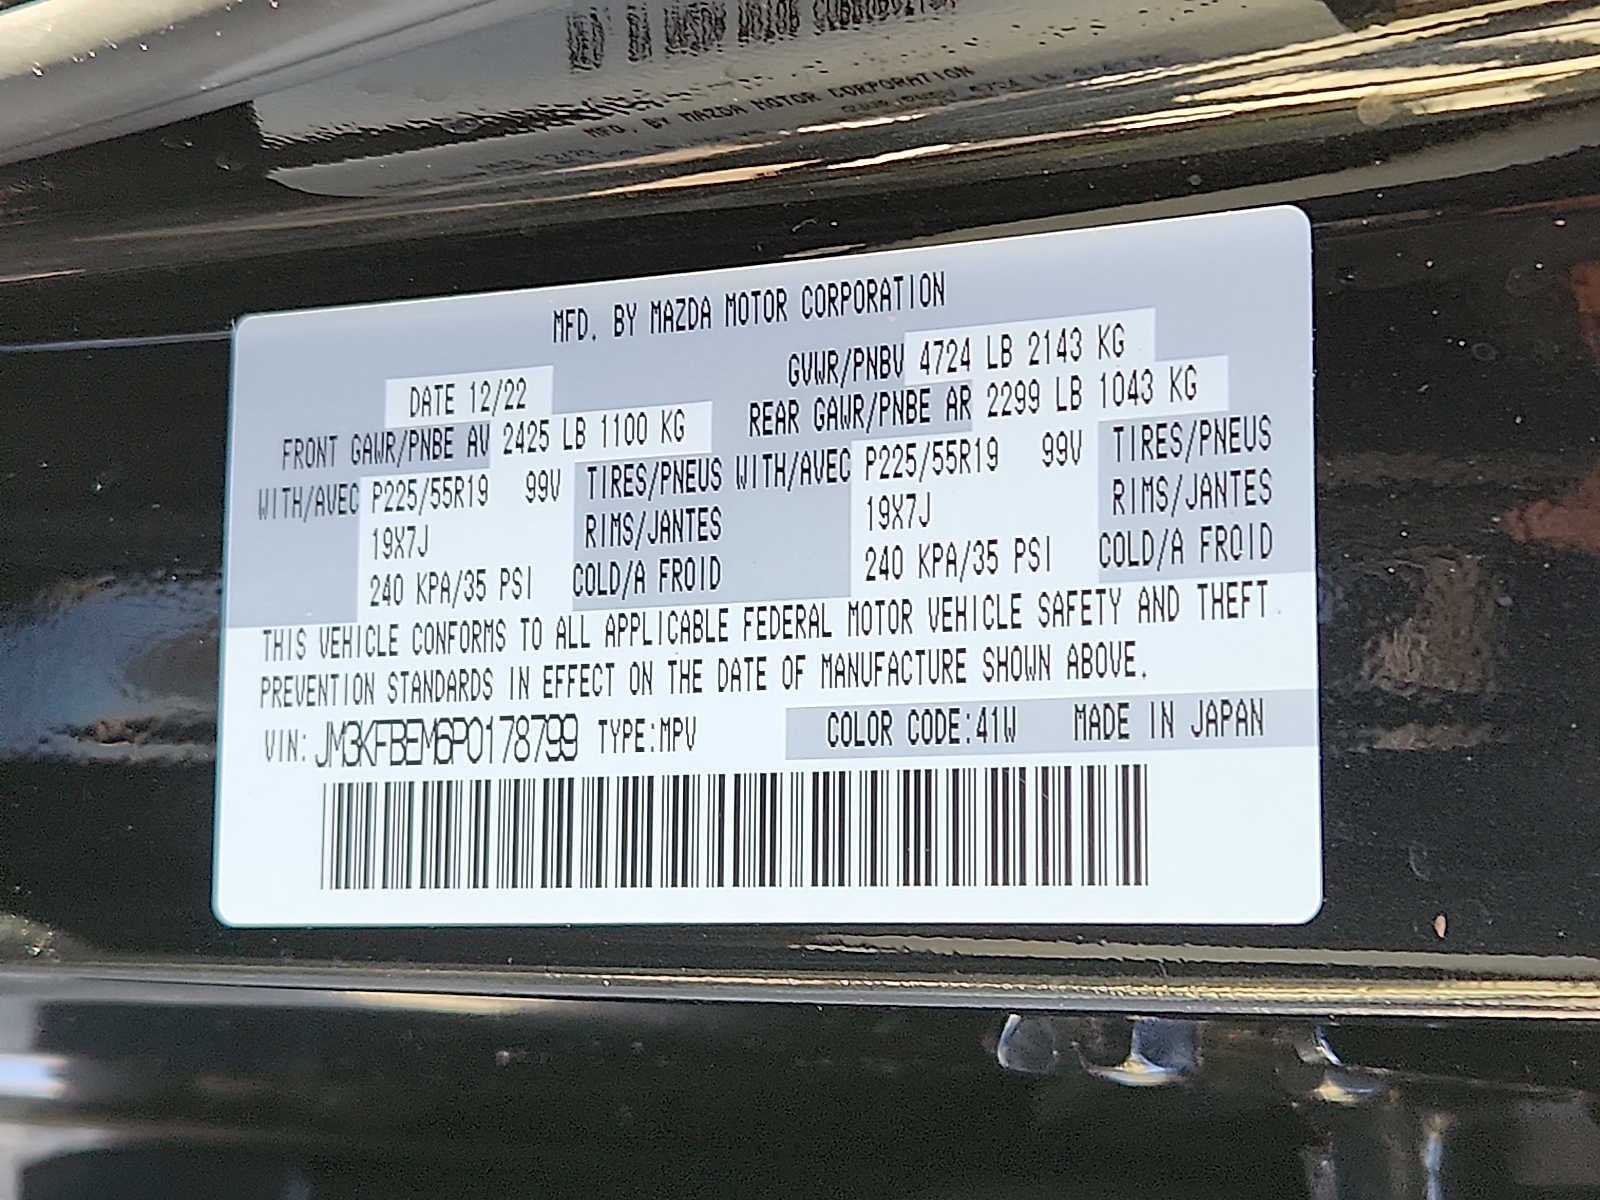 MFD. BY MAZDA MOTOR CORPORATION
DATE 12/22 GVWR/PNBV 4724 LB 2143 KG
FRONT GAWR/PNBE AV 2425 LB 1100 KG REAR GAWR/PNBE AR 2299 LB 1043 KG
WITH/AVEC P225/55R19 99V TIRES/PNEUS WITH/AVEC P225/55R19 99V TIRES/PNEUS
19X7J RIMS/JANTES 19X7J RIMS/JANTES
240 KPA/35 PSI COLD/A FROID 240 KPA/35 PSI COLD/A FROID
THIS VEHICLE CONFORMS TO ALL APPLICABLE FEDERAL MOTOR VEHICLE SAFETY AND THEFT
PREVENTION STANDARDS IN EFFECT ON THE DATE OF MANUFACTURE SHOWN ABOVE.
VIN: JM3KFBEM6P0178799 TYPE:MPV COLOR CODE:41W MADE IN JAPAN